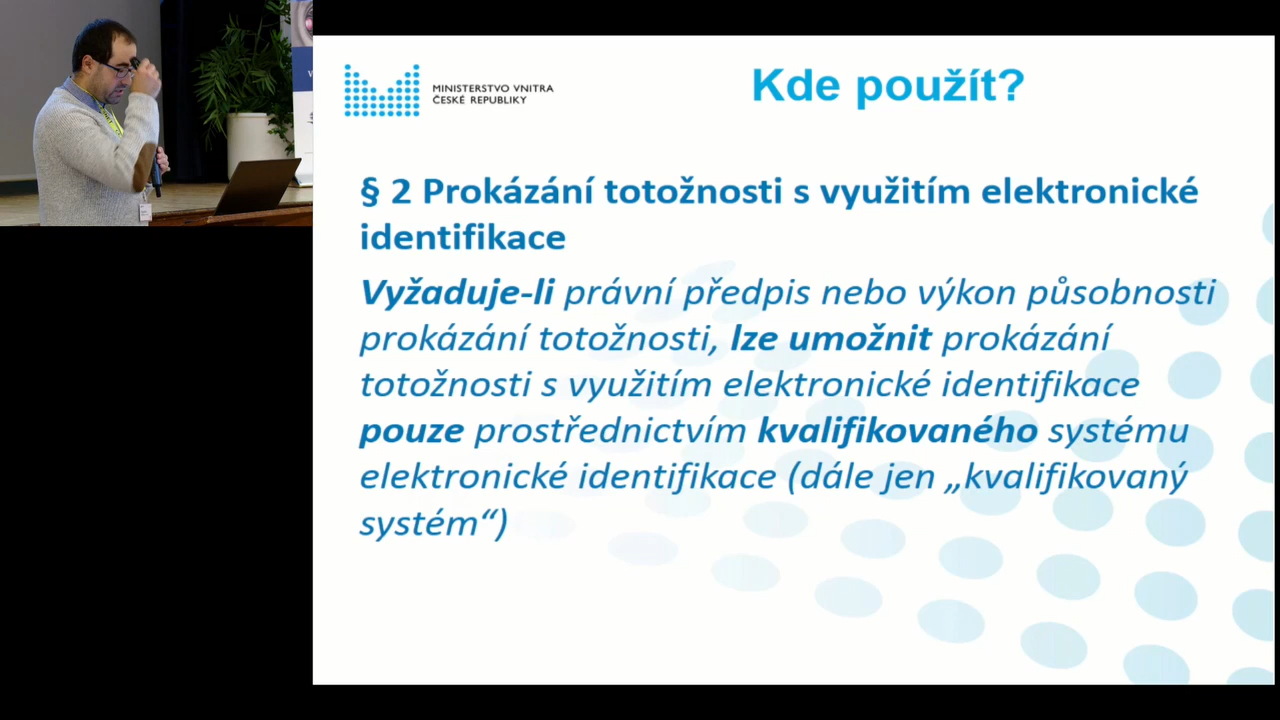 MINISTERSTVO VNITRA
ČESKÉ REPUBLIKY
Kde použít?
§ 2 Prokázání totožnosti s využitím elektronické
identifikace
Vyžaduje-li právní předpis nebo výkon působnosti
prokázání totožnosti, lze umožnit prokázání
totožnosti s využitím elektronické identifikace
pouze prostřednictvím kvalifikovaného systému
elektronické identifikace (dále jen „kvalifikovaný
systém“)